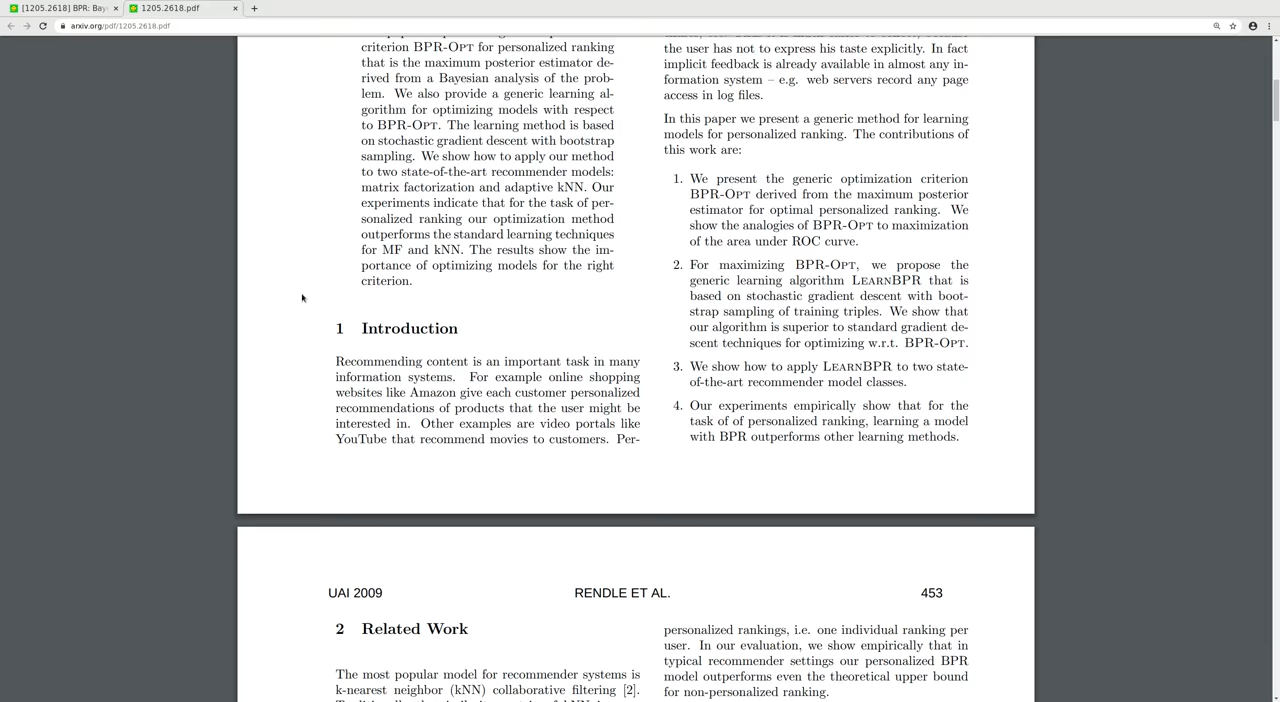 [1205.2618] BPR: Bay
1205.2618.pdf
arxiv.org/pdf/1205.2618.pdf
criterion BPR-OPT for personalized ranking
that is the maximum posterior estimator de-
rived from a Bayesian analysis of the prob-
lem. We also provide a generic learning al-
gorithm for optimizing models with respect
to BPR-OPT. The learning method is based
on stochastic gradient descent with bootstrap
sampling. We show how to apply our method
to two state-of-the-art recommender models:
matrix factorization and adaptive kNN. Our
experiments indicate that for the task of per-
sonalized ranking our optimization method
outperforms the standard learning techniques
for MF and kNN. The results show the im-
portance of optimizing models for the right
criterion.
1 Introduction
Recommending content is an important task in many
information systems. For example online shopping
websites like Amazon give each customer personalized
recommendations of products that the user might be
interested in. Other examples are video portals like
YouTube that recommend movies to customers. Per-
the user has not to express his taste explicitly. In fact
implicit feedback is already available in almost any in-
formation system – e.g. web servers record any page
access in log files.
In this paper we present a generic method for learning
models for personalized ranking. The contributions of
this work are:
1. We present the generic optimization criterion
BPR-OPT derived from the maximum posterior
estimator for optimal personalized ranking. We
show the analogies of BPR-OPT to maximization
of the area under ROC curve.
2. For maximizing BPR-OPT, we propose the
generic learning algorithm LEARNBPR that is
based on stochastic gradient descent with boot-
strap sampling of training triples. We show that
our algorithm is superior to standard gradient de-
scent techniques for optimizing w.r.t. BPR-OPT.
3. We show how to apply LEARNBPR to two state-
of-the-art recommender model classes.
4. Our experiments empirically show that for the
task of of personalized ranking, learning a model
with BPR outperforms other learning methods.
UAI 2009
RENDLE ET AL.
453
2 Related Work
The most popular model for recommender systems is
k-nearest neighbor (kNN) collaborative filtering [2].
personalized rankings, i.e. one individual ranking per
user. In our evaluation, we show empirically that in
typical recommender settings our personalized BPR
model outperforms even the theoretical upper bound
for non-personalized ranking.